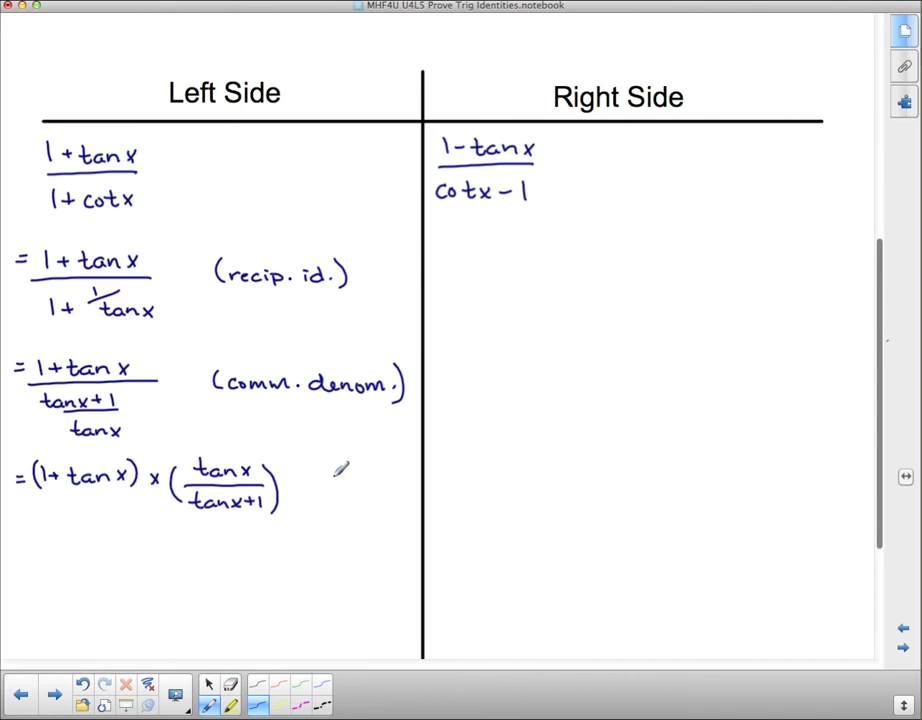 MHF4U U4L5 Prove Trig Identities.notebook
Left Side
Right Side
1 + tan x
1 + cot x
1 - tan x
cot x - 1
= 1 + tan x
1 + 1/tan x
(recip. id.)
= 1 + tan x
tan x + 1
tan x
(comm. denom.)
= (1 + tan x) x (tan x
tan x + 1)